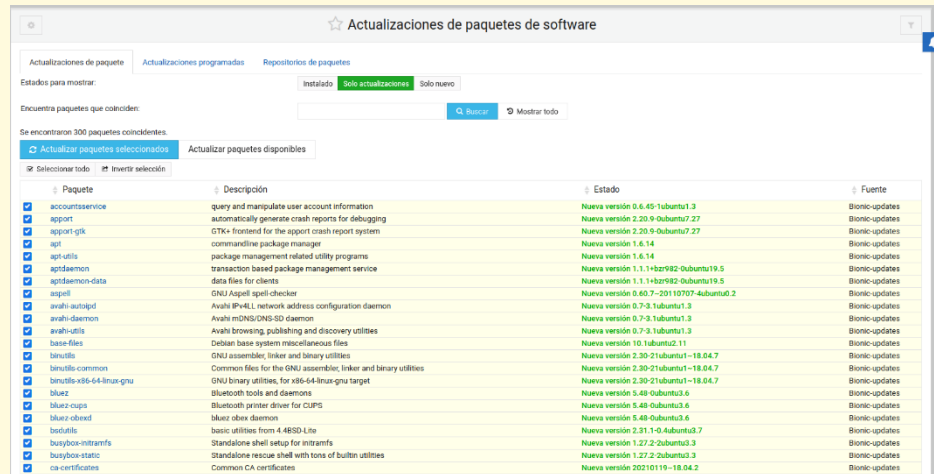 Actualizaciones de paquetes de software
Actualizaciones de paquete Actualizaciones programadas Repositorios de paquetes
Estados para mostrar: Instalado Solo actualizaciones Solo nuevo
Encuentra paquetes que coinciden: Buscar Mostrar todo
Se encontraron 300 paquetes coincidentes.
Actualizar paquetes seleccionados Actualizar paquetes disponibles
Seleccionar todo Invertir selección
Paquete Descripción Estado Fuente
accountsservice query and manipulate user account information Nueva versión 0.6.45-1ubuntu1.3 Bionic-updates
apport automatically generate crash reports for debugging Nueva versión 2.20.9-0ubuntu7.27 Bionic-updates
apport-gtk GTK+ frontend for the apport crash report system Nueva versión 2.20.9-0ubuntu7.27 Bionic-updates
apt commandline package manager Nueva versión 1.6.14 Bionic-updates
apt-utils package management related utility programs Nueva versión 1.6.14 Bionic-updates
aptdaemon transaction based package management service Nueva versión 1.1.1+bzr982-0ubuntu19.5 Bionic-updates
aptdaemon-data data files for clients Nueva versión 1.1.1+bzr982-0ubuntu19.5 Bionic-updates
aspell GNU Aspell spell-checker Nueva versión 0.60.7~20110707-4ubuntu0.2 Bionic-updates
avahi-autoipd Avahi IPv4LL network address configuration daemon Nueva versión 0.7-3.1ubuntu1.3 Bionic-updates
avahi-daemon Avahi mDNS/DNS-SD daemon Nueva versión 0.7-3.1ubuntu1.3 Bionic-updates
avahi-utils Avahi browsing, publishing and discovery utilities Nueva versión 0.7-3.1ubuntu1.3 Bionic-updates
base-files Debian base system miscellaneous files Nueva versión 10.1ubuntu2.11 Bionic-updates
binutils GNU assembler, linker and binary utilities Nueva versión 2.30-21ubuntu1~18.04.7 Bionic-updates
binutils-common Common files for the GNU assembler, linker and binary utilities Nueva versión 2.30-21ubuntu1~18.04.7 Bionic-updates
binutils-x86-64-linux-gnu GNU binary utilities, for x86-64-linux-gnu target Nueva versión 2.30-21ubuntu1~18.04.7 Bionic-updates
bluez Bluetooth tools and daemons Nueva versión 5.48-0ubuntu3.6 Bionic-updates
bluez-cups Bluetooth printer driver for CUPS Nueva versión 5.48-0ubuntu3.6 Bionic-updates
bluez-obexd bluez obex daemon Nueva versión 5.48-0ubuntu3.6 Bionic-updates
bsdutils basic utilities from 4.4BSD-Lite Nueva versión 2.31.1-0.4ubuntu3.7 Bionic-updates
busybox-initramfs Standalone shell setup for initramfs Nueva versión 1.27.2-2ubuntu3.3 Bionic-updates
busybox-static Standalone rescue shell with tons of builtin utilities Nueva versión 1.27.2-2ubuntu3.3 Bionic-updates
ca-certificates Common CA certificates Nueva versión 20210119~18.04.2 Bionic-updates